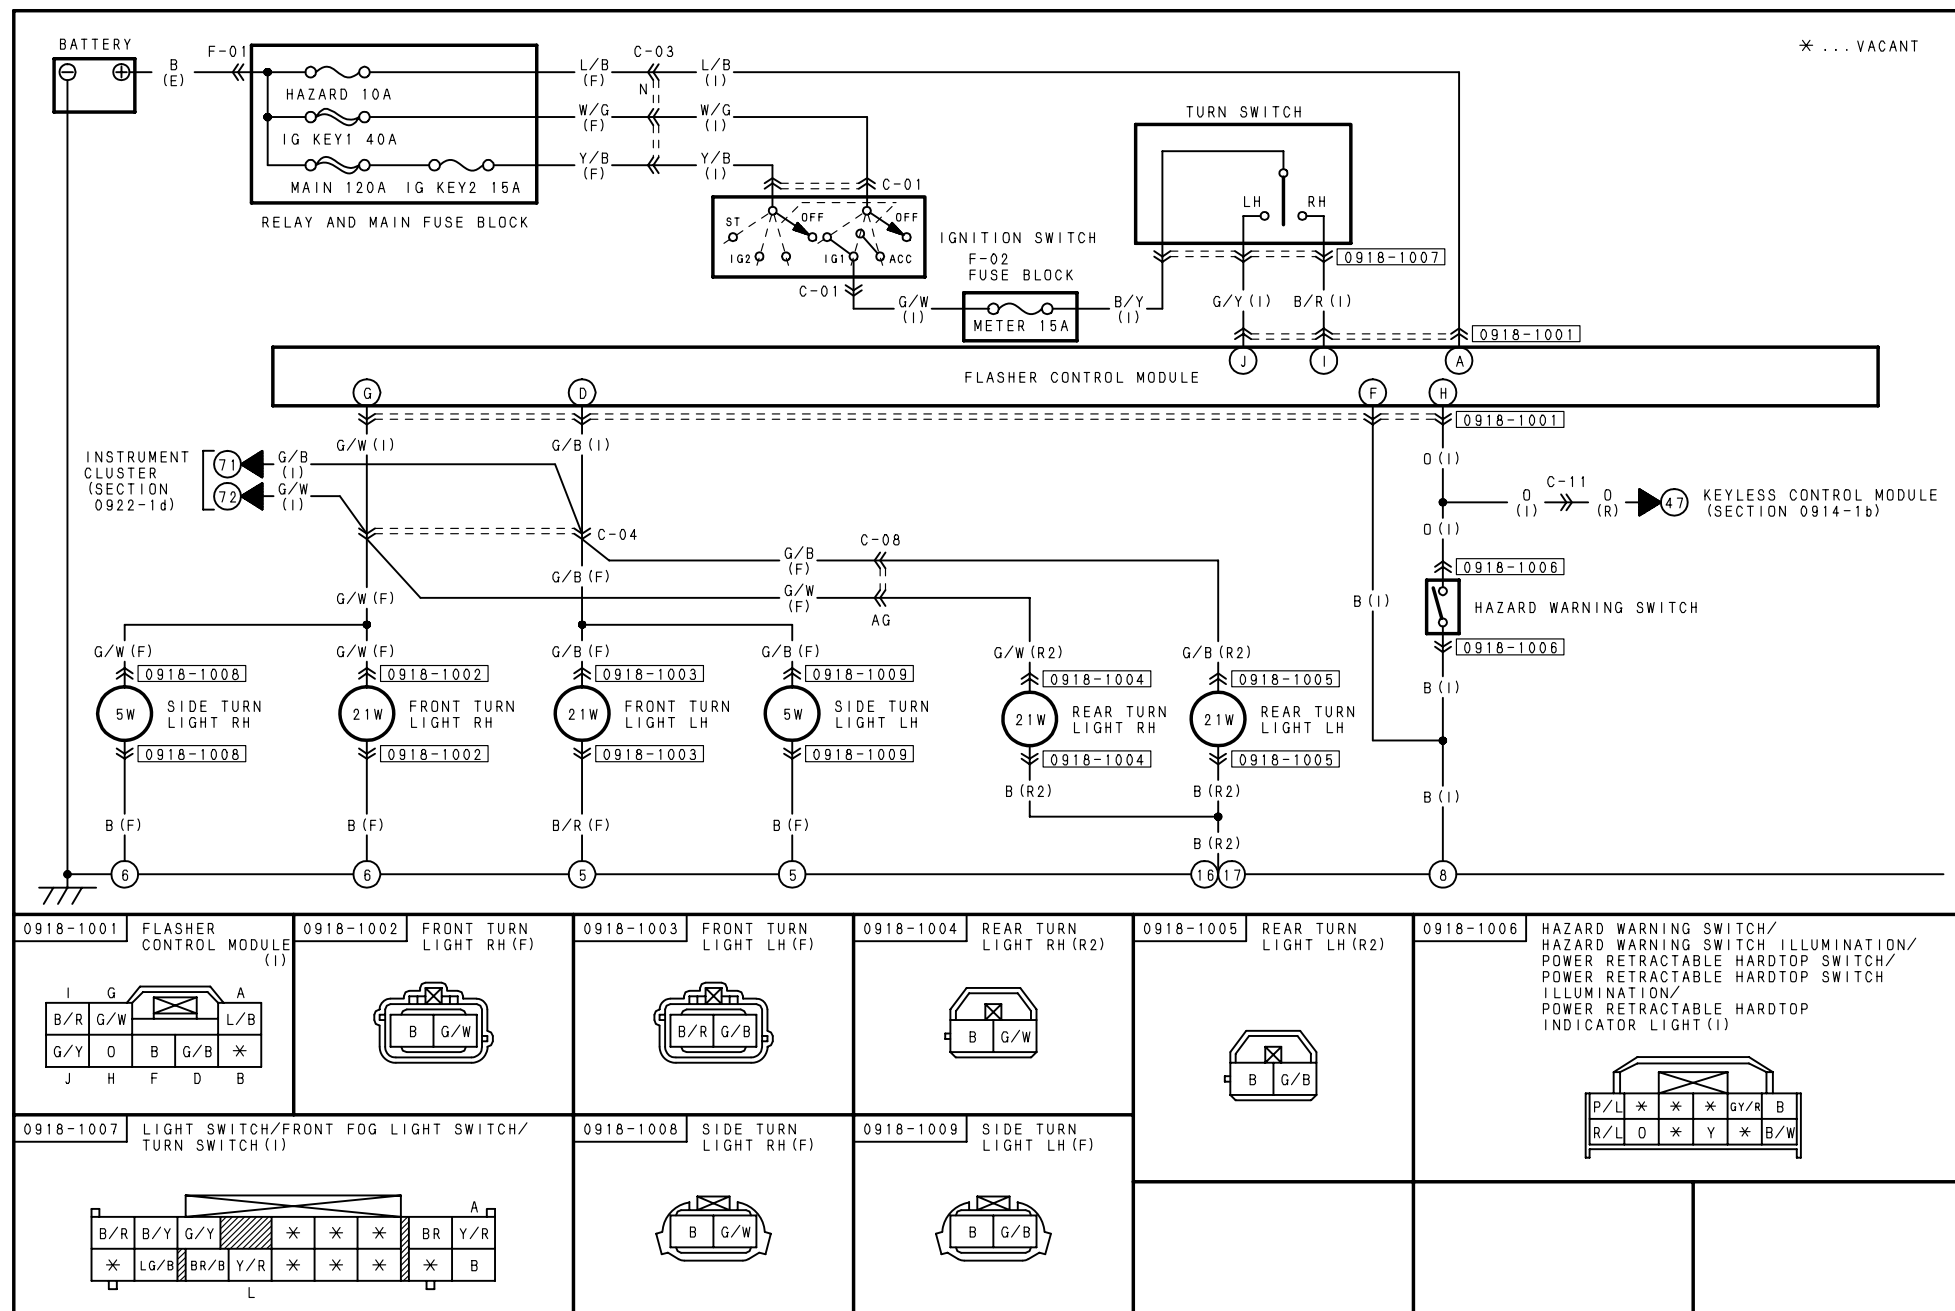 BATTERY
B
(E)
F-01
HAZARD 10A
IG KEY1 40A
MAIN 120A IG KEY2 15A
RELAY AND MAIN FUSE BLOCK
L/B
(F)
W/G
(F)
Y/B
(F)
C-03
N
L/B
(I)
W/G
(I)
Y/B
(I)
* ... VACANT
C-01
ST
OFF
OFF
IG2
IG1
ACC
IGNITION SWITCH
C-01
G/W
(I)
F-02
FUSE BLOCK
METER 15A
B/Y
(I)
TURN SWITCH
LH
RH
0918-1007
G/Y (I)
B/R (I)
0918-1001
J
I
A
FLASHER CONTROL MODULE
G
D
F
H
0918-1001
G/W (I)
G/B (I)
INSTRUMENT
CLUSTER
(SECTION
0922-1d)
71
G/B
(I)
72
G/W
(I)
C-04
O (I)
C-11
O
(I)
O
(R)
47
KEYLESS CONTROL MODULE
(SECTION 0914-1b)
O (I)
G/B
(F)
G/W
(F)
C-08
AG
G/W (F)
G/B (F)
B (I)
0918-1006
HAZARD WARNING SWITCH
0918-1006
B (I)
B (I)
G/W (F)
G/W (F)
G/B (F)
G/B (F)
G/W (R2)
G/B (R2)
0918-1008
0918-1002
0918-1003
0918-1009
0918-1004
0918-1005
5W
SIDE TURN
LIGHT RH
21W
FRONT TURN
LIGHT RH
21W
FRONT TURN
LIGHT LH
5W
SIDE TURN
LIGHT LH
21W
REAR TURN
LIGHT RH
21W
REAR TURN
LIGHT LH
0918-1008
0918-1002
0918-1003
0918-1009
0918-1004
0918-1005
B (F)
B (F)
B/R (F)
B (F)
B (R2)
B (R2)
B (R2)
6
6
5
5
16
17
8
0918-1001
FLASHER
CONTROL MODULE
(I)
I G A
B/R G/W L/B
G/Y O B G/B *
J H F D B
0918-1002
FRONT TURN
LIGHT RH (F)
B G/W
0918-1003
FRONT TURN
LIGHT LH (F)
B/R G/B
0918-1004
REAR TURN
LIGHT RH (R2)
B G/W
0918-1005
REAR TURN
LIGHT LH (R2)
B G/B
0918-1006
HAZARD WARNING SWITCH/
HAZARD WARNING SWITCH ILLUMINATION/
POWER RETRACTABLE HARDTOP SWITCH/
POWER RETRACTABLE HARDTOP SWITCH
ILLUMINATION/
POWER RETRACTABLE HARDTOP
INDICATOR LIGHT (I)
P/L * * * GY/R B
R/L O * Y * B/W
0918-1007
LIGHT SWITCH/FRONT FOG LIGHT SWITCH/
TURN SWITCH (I)
A
B/R B/Y G/Y * * * BR Y/R
* LG/B BR/B Y/R * * * * B
L
0918-1008
SIDE TURN
LIGHT RH (F)
B G/W
0918-1009
SIDE TURN
LIGHT LH (F)
B G/B